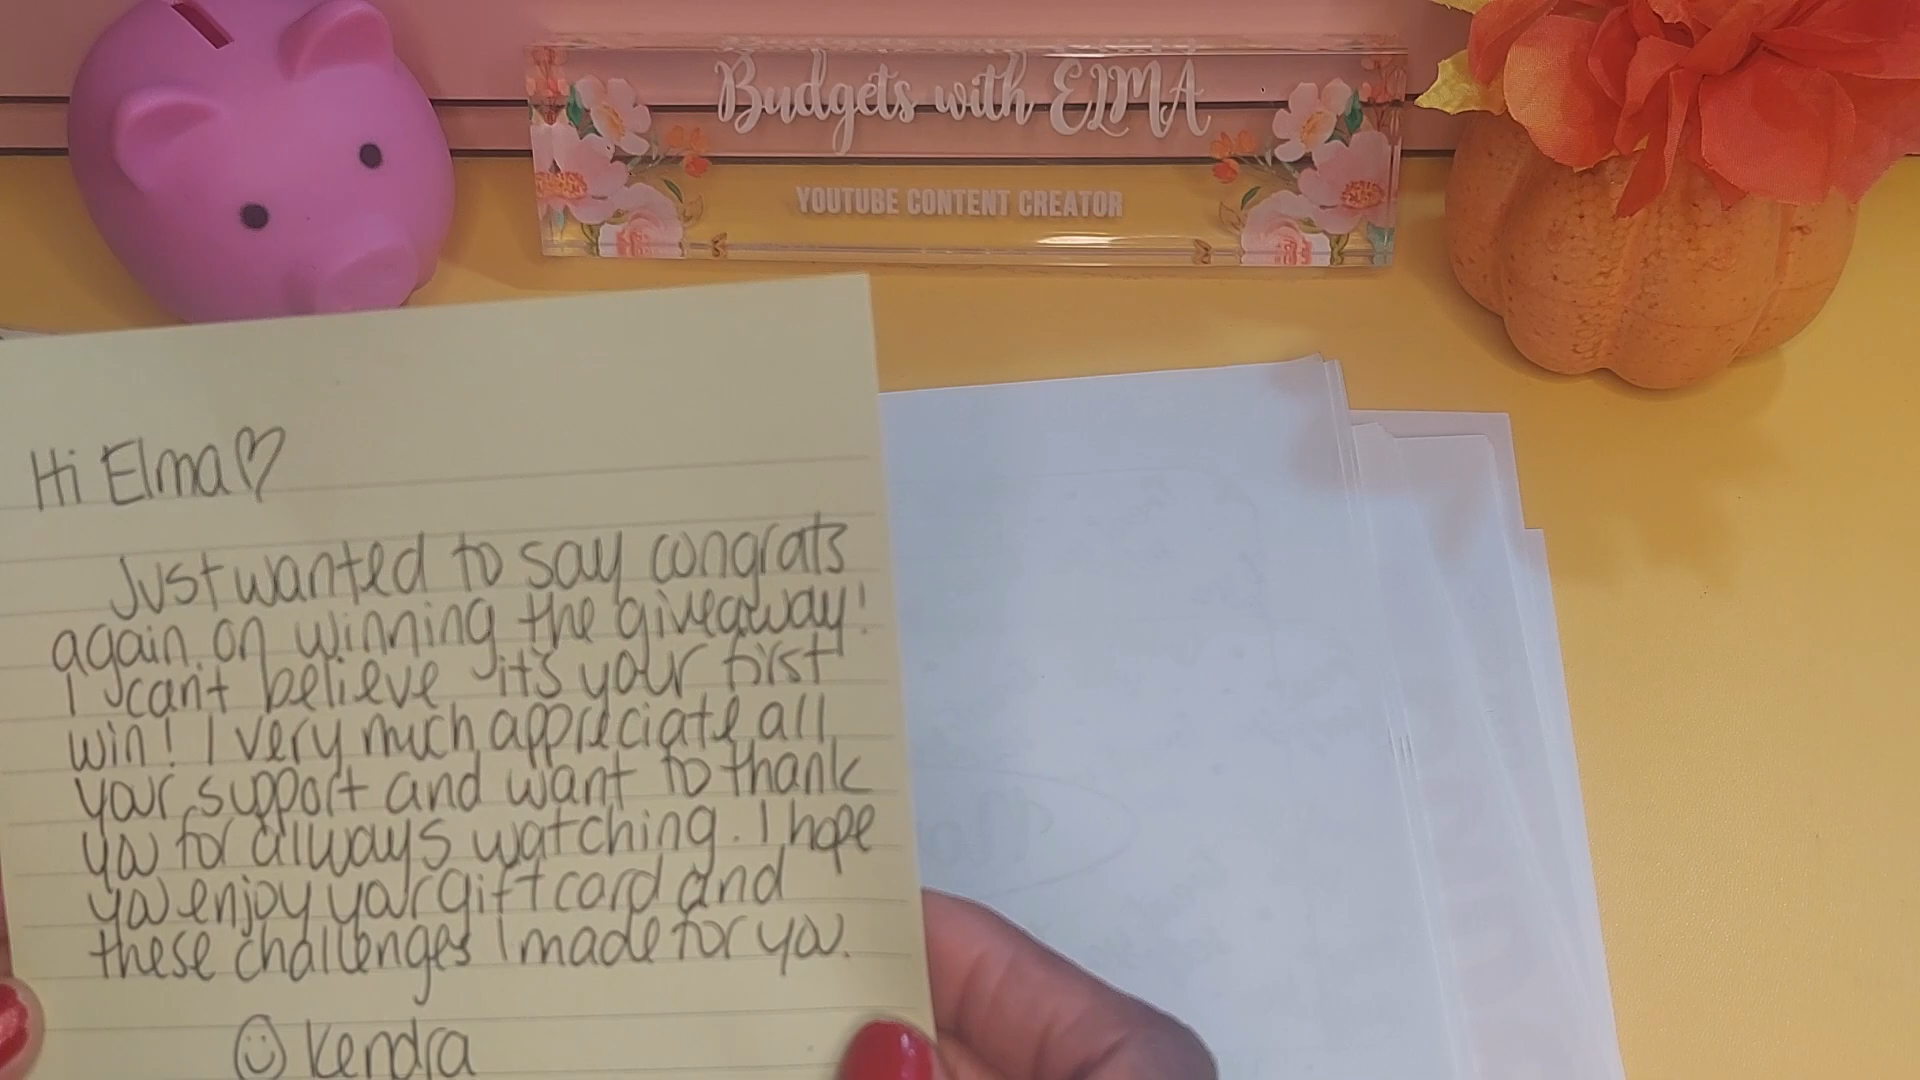 Budgets with ELMA
YOUTUBE CONTENT CREATOR
Hi Elma♡
Just wanted to say congrats
again on winning the giveaway!
I can't believe it's your first
win! I very much appreciate all
your support and want to thank
you for always watching. I hope
you enjoy your gift card and
these challenges I made for you.
☺ Kendra